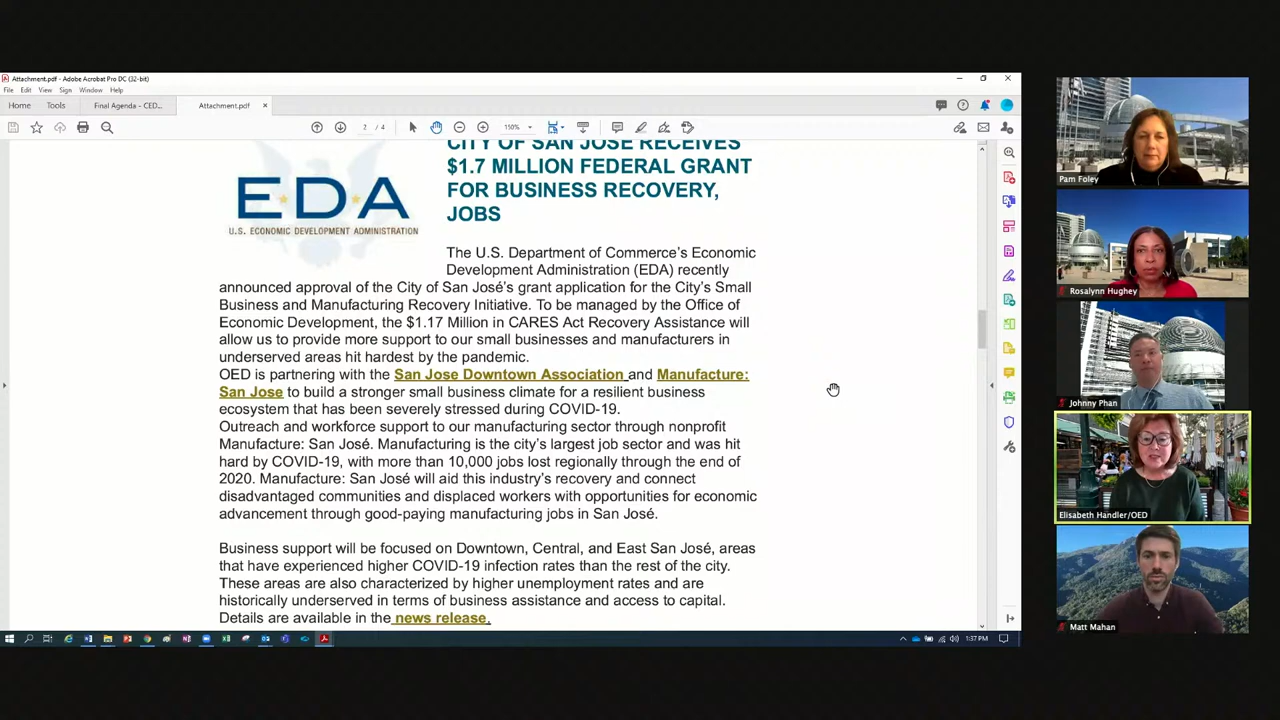 Attachment.pdf - Adobe Acrobat Pro DC (32-bit)
File Edit View Sign Window Help
Home Tools Final Agenda - CED... Attachment.pdf ×
2 / 4 150%
CITY OF SAN JOSE RECEIVES
$1.7 MILLION FEDERAL GRANT
FOR BUSINESS RECOVERY,
JOBS
EDA
U.S. ECONOMIC DEVELOPMENT ADMINISTRATION
The U.S. Department of Commerce's Economic
Development Administration (EDA) recently
announced approval of the City of San José's grant application for the City's Small
Business and Manufacturing Recovery Initiative. To be managed by the Office of
Economic Development, the $1.17 Million in CARES Act Recovery Assistance will
allow us to provide more support to our small businesses and manufacturers in
underserved areas hit hardest by the pandemic.
OED is partnering with the San Jose Downtown Association and Manufacture:
San Jose to build a stronger small business climate for a resilient business
ecosystem that has been severely stressed during COVID-19.
Outreach and workforce support to our manufacturing sector through nonprofit
Manufacture: San José. Manufacturing is the city's largest job sector and was hit
hard by COVID-19, with more than 10,000 jobs lost regionally through the end of
2020. Manufacture: San José will aid this industry's recovery and connect
disadvantaged communities and displaced workers with opportunities for economic
advancement through good-paying manufacturing jobs in San José.
Business support will be focused on Downtown, Central, and East San José, areas
that have experienced higher COVID-19 infection rates than the rest of the city.
These areas are also characterized by higher unemployment rates and are
historically underserved in terms of business assistance and access to capital.
Details are available in the news release.
1:37 PM
Pam Foley
Rosalynn Hughey
Johnny Phan
Elisabeth Handler/OED
Matt Mahan